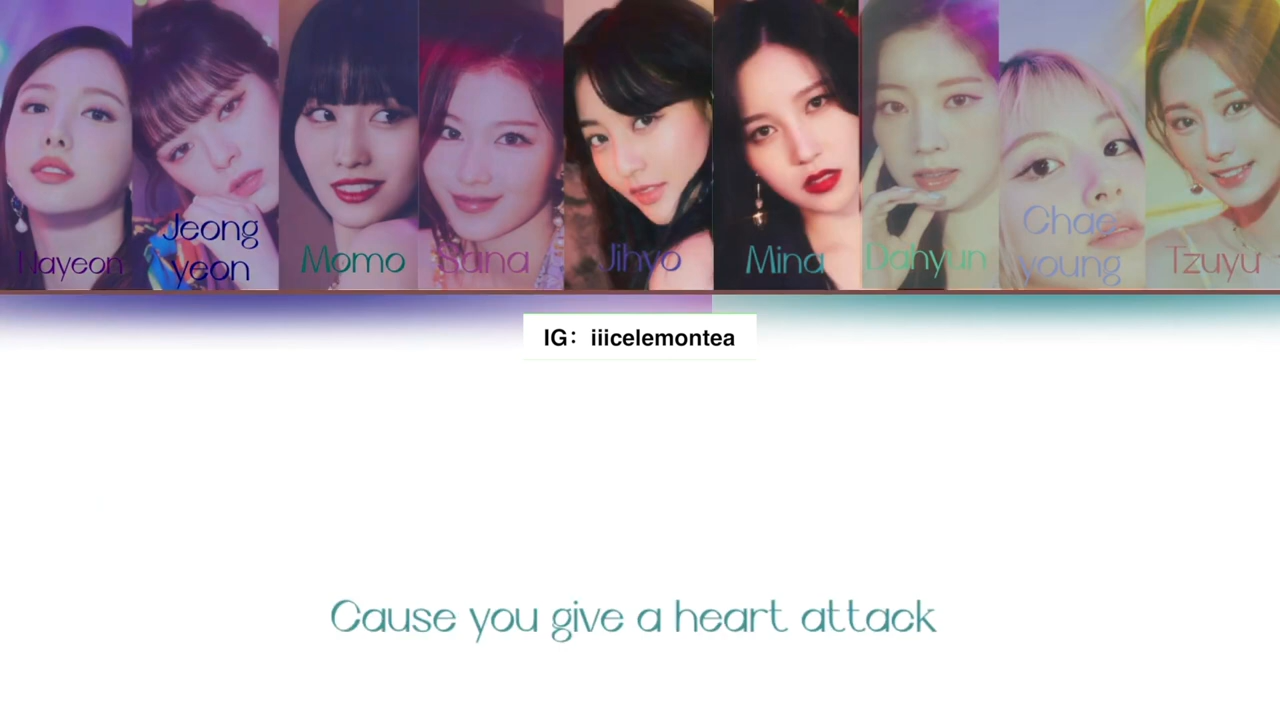 Nayeon
Jeong
yeon
Momo
Sana
Jihyo
Mina
Dahyun
Chae
young
Tzuyu
IG：iiicelemontea
Cause you give a heart attack